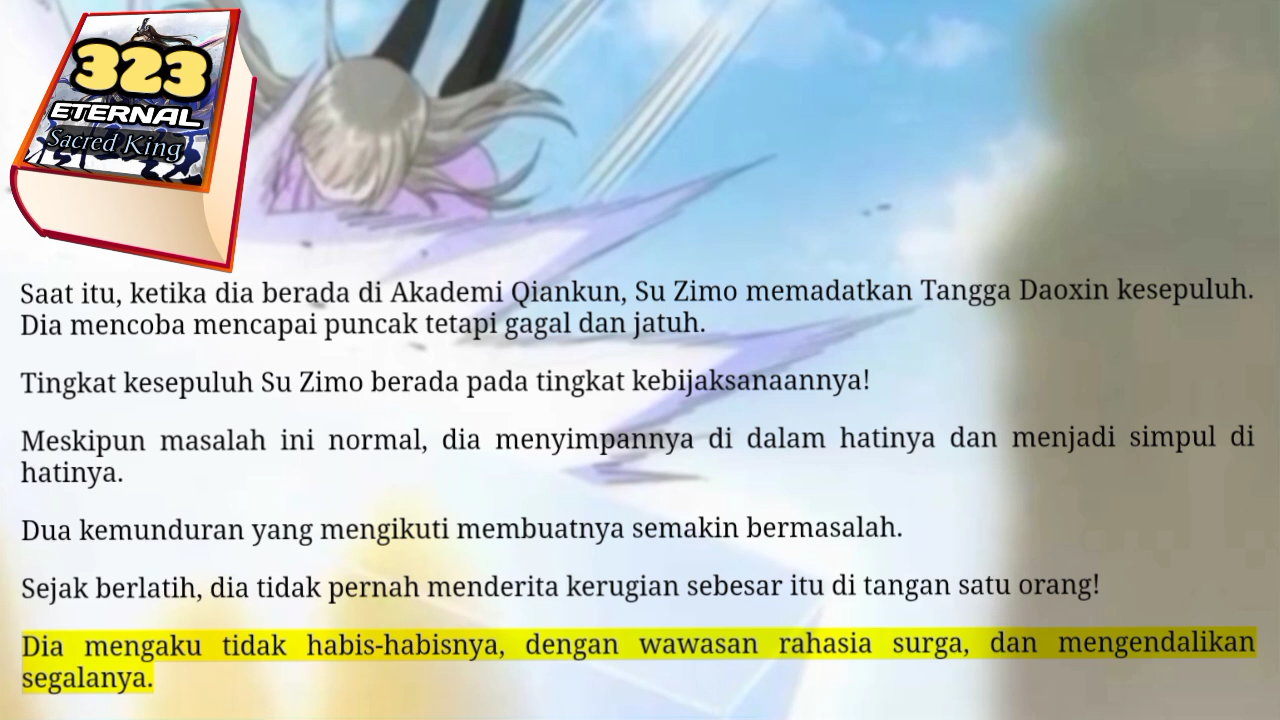 323
ETERNAL
Sacred King
Saat itu, ketika dia berada di Akademi Qiankun, Su Zimo memadatkan Tangga Daoxin kesepuluh.
Dia mencoba mencapai puncak tetapi gagal dan jatuh.
Tingkat kesepuluh Su Zimo berada pada tingkat kebijaksanaannya!
Meskipun masalah ini normal, dia menyimpannya di dalam hatinya dan menjadi simpul di
hatinya.
Dua kemunduran yang mengikuti membuatnya semakin bermasalah.
Sejak berlatih, dia tidak pernah menderita kerugian sebesar itu di tangan satu orang!
Dia mengaku tidak habis-habisnya, dengan wawasan rahasia surga, dan mengendalikan
segalanya.